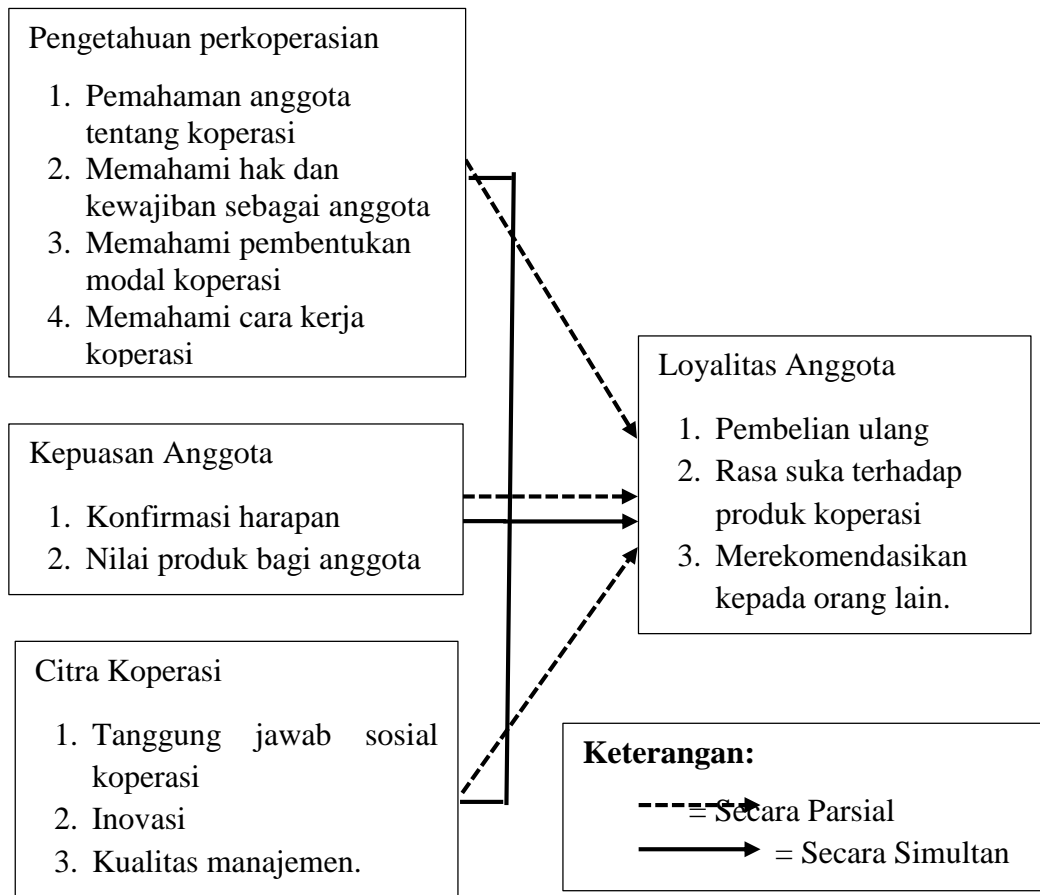 Pengetahuan perkoperasian
1. Pemahaman anggota
tentang koperasi
2. Memahami hak dan
kewajiban sebagai anggota
3. Memahami pembentukan
modal koperasi
4. Memahami cara kerja
koperasi
Kepuasan Anggota
1. Konfirmasi harapan
2. Nilai produk bagi anggota
Citra Koperasi
1. Tanggung jawab sosial
koperasi
2. Inovasi
3. Kualitas manajemen.
Loyalitas Anggota
1. Pembelian ulang
2. Rasa suka terhadap
produk koperasi
3. Merekomendasikan
kepada orang lain.
Keterangan:
= Secara Parsial
= Secara Simultan